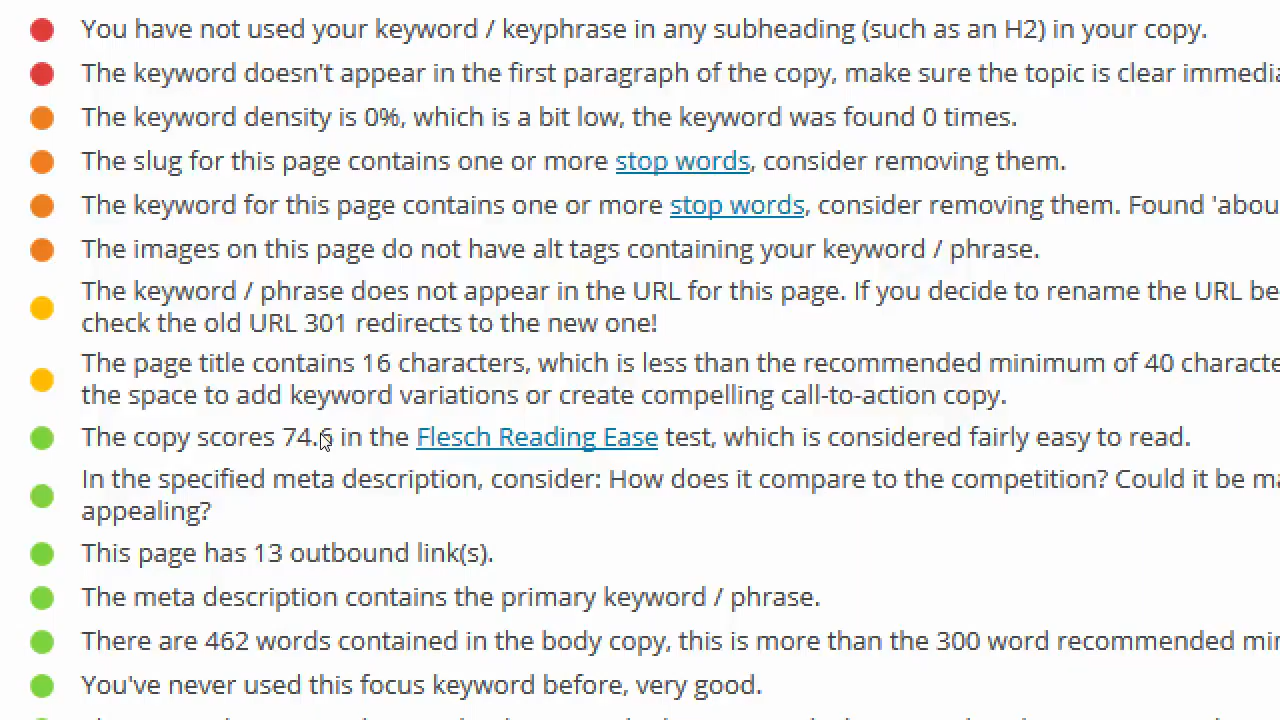 You have not used your keyword / keyphrase in any subheading (such as an H2) in your copy.
The keyword doesn't appear in the first paragraph of the copy, make sure the topic is clear
The keyword density is 0%, which is a bit low, the keyword was found 0 times.
The slug for this page contains one or more stop words, consider removing them.
The keyword for this page contains one or more stop words, consider removing them. Found
The images on this page do not have alt tags containing your keyword / phrase.
The keyword / phrase does not appear in the URL for this page. If you decide to rename the URL be
check the old URL 301 redirects to the new one!
The page title contains 16 characters, which is less than the recommended minimum of 40
the space to add keyword variations or create compelling call-to-action copy.
The copy scores 74.6 in the Flesch Reading Ease test, which is considered fairly easy to read.
In the specified meta description, consider: How does it compare to the competition? Could it be
appealing?
This page has 13 outbound link(s).
The meta description contains the primary keyword / phrase.
There are 462 words contained in the body copy, this is more than the 300 word recommended
You've never used this focus keyword before, very good.